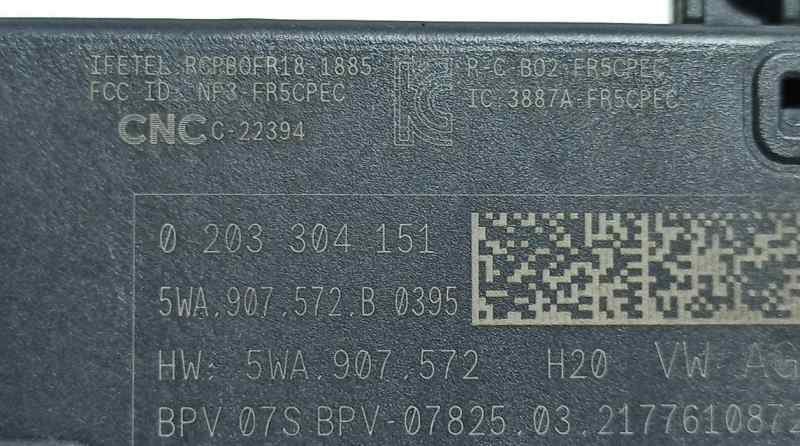 IFETEL: RCPBOFR18-1885
FCC ID: NF3-FR5CPEC
CNC C-22394
R-C B02-FR5CPEC
IC:3887A-FR5CPEC
0 203 304 151
5WA.907.572.B 0395
HW: 5WA.907.572 H20 VW AG
BPV 07S BPV-07825.03.2177610872